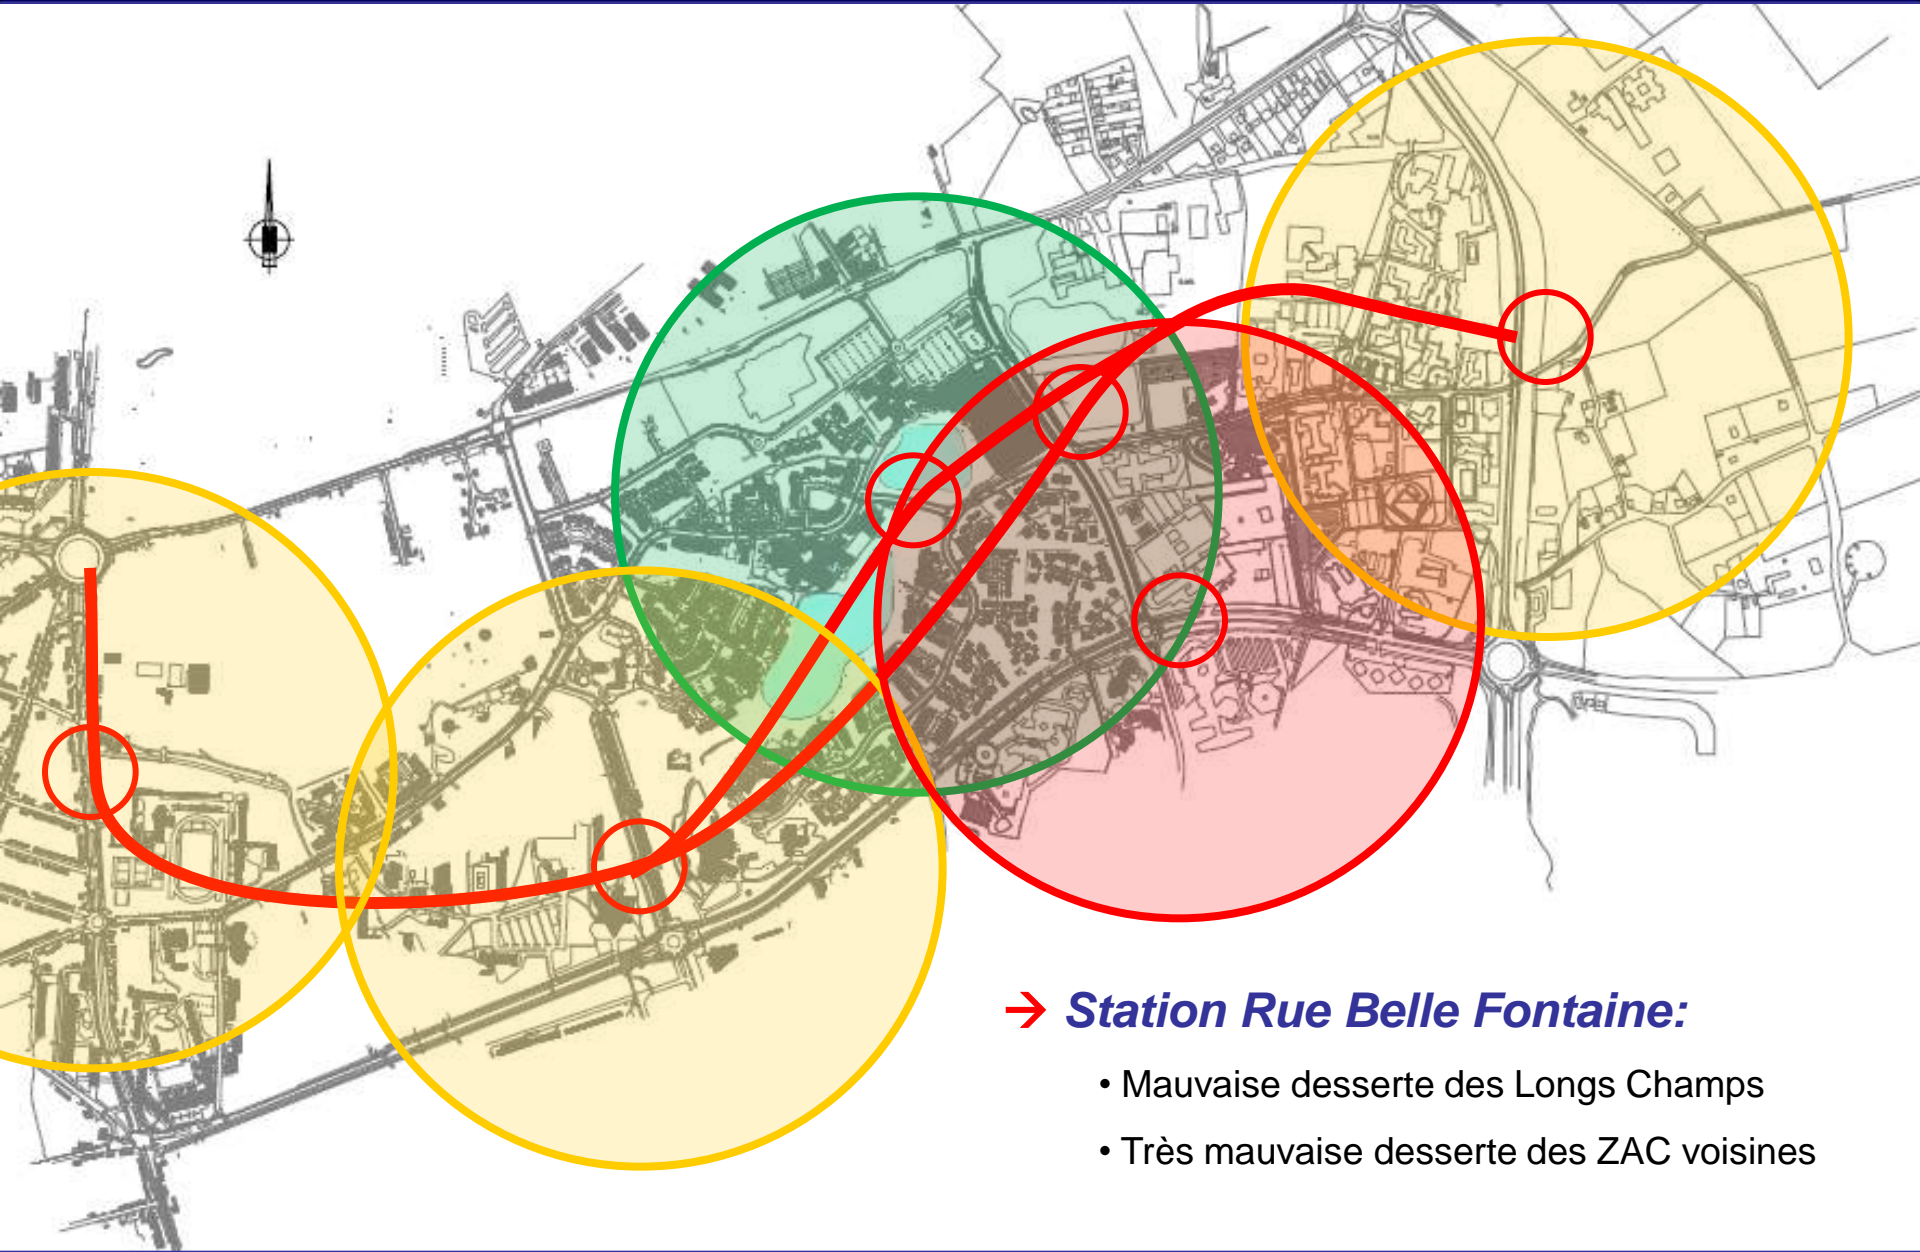 → Station Rue Belle Fontaine:
• Mauvaise desserte des Longs Champs
• Très mauvaise desserte des ZAC voisines